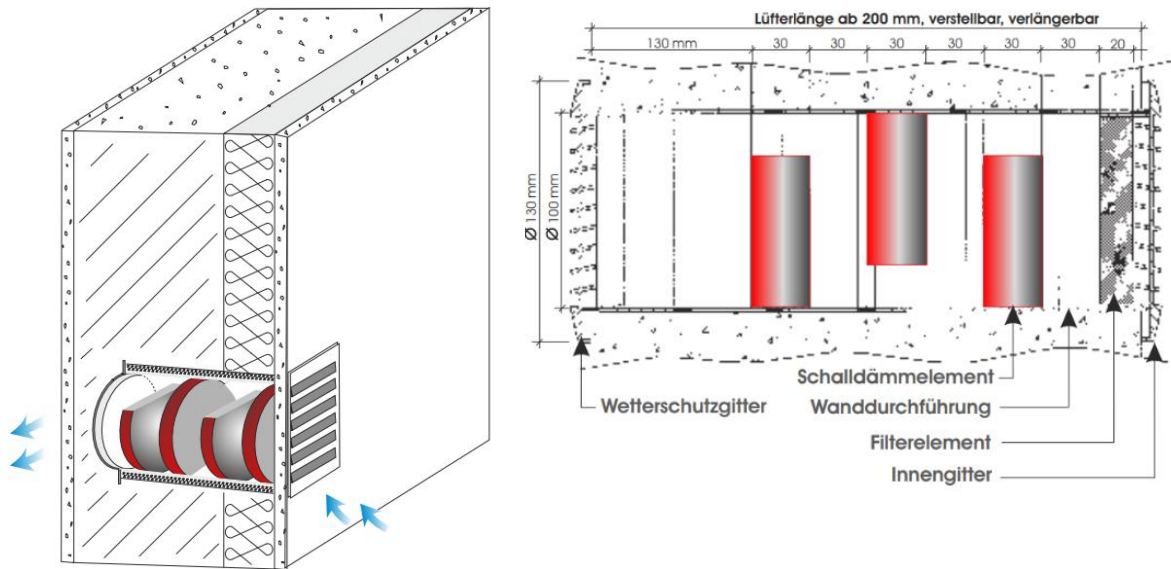 Lüfterlänge ab 200 mm, verstellbar, verlängerbar
130 mm 30 30 30 30 30 30 20
Ø 130 mm
Ø 100 mm
Schalldämmelement
Wetterschutzgitter Wanddurchführung
Filterelement
Innengitter